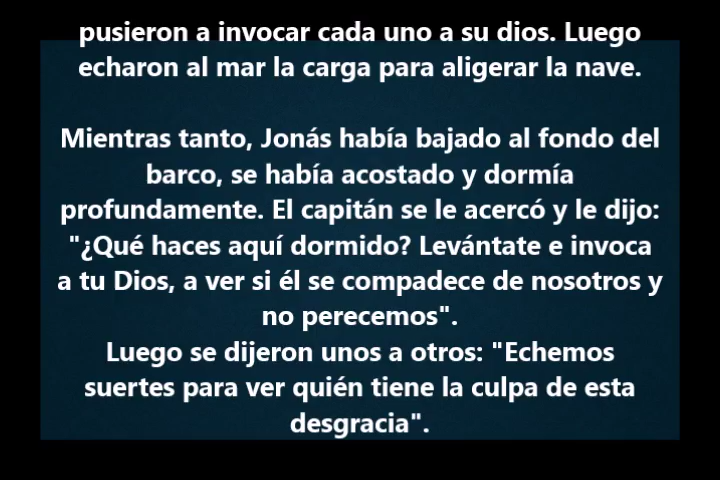 pusieron a invocar cada uno a su dios. Luego
echaron al mar la carga para aligerar la nave.
Mientras tanto, Jonás había bajado al fondo del
barco, se había acostado y dormía
profundamente. El capitán se le acercó y le dijo:
"¿Qué haces aquí dormido? Levántate e invoca
a tu Dios, a ver si él se compadece de nosotros y
no perecemos".
Luego se dijeron unos a otros: "Echemos
suertes para ver quién tiene la culpa de esta
desgracia".